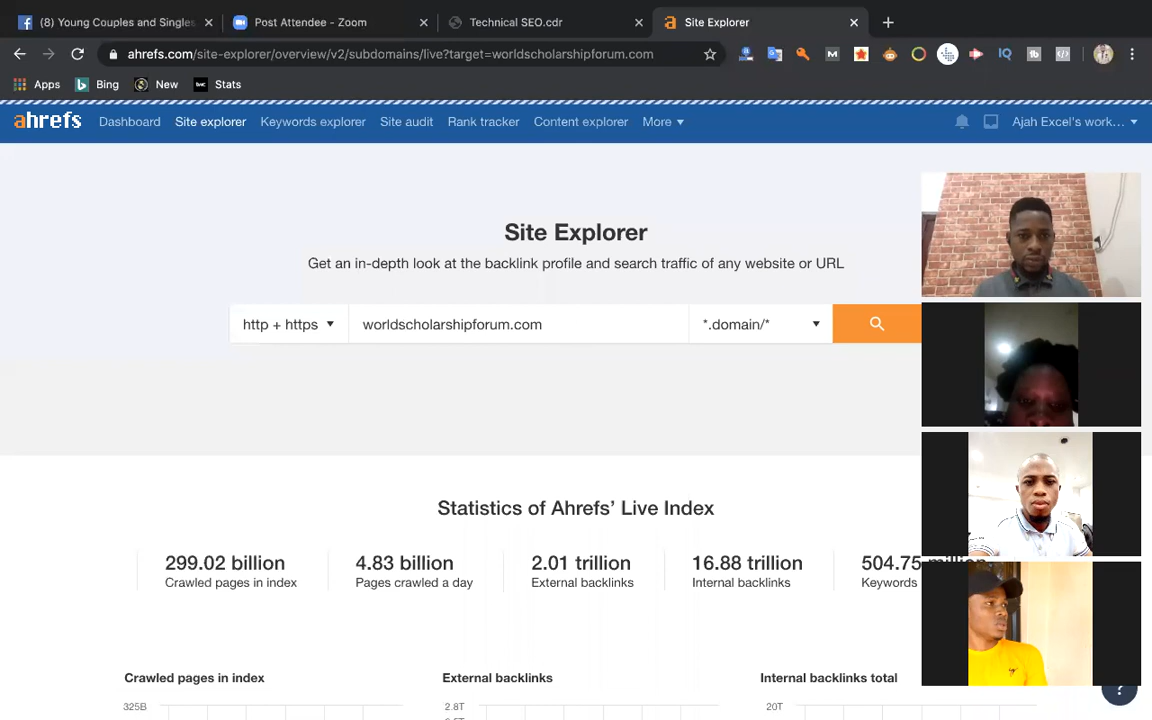 (8) Young Couples and Singles
Post Attendee - Zoom
Technical SEO.cdr
Site Explorer
ahrefs.com/site-explorer/overview/v2/subdomains/live?target=worldscholarshipforum.com
Apps
Bing
New
Stats
ahrefs
Dashboard
Site explorer
Keywords explorer
Site audit
Rank tracker
Content explorer
More
Ajah Excel's work...
Site Explorer
Get an in-depth look at the backlink profile and search traffic of any website or URL
http + https
worldscholarshipforum.com
*.domain/*
Statistics of Ahrefs' Live Index
299.02 billion
Crawled pages in index
4.83 billion
Pages crawled a day
2.01 trillion
External backlinks
16.88 trillion
Internal backlinks
504.75 million
Keywords
Crawled pages in index
External backlinks
Internal backlinks total
325B
2.8T
20T
?